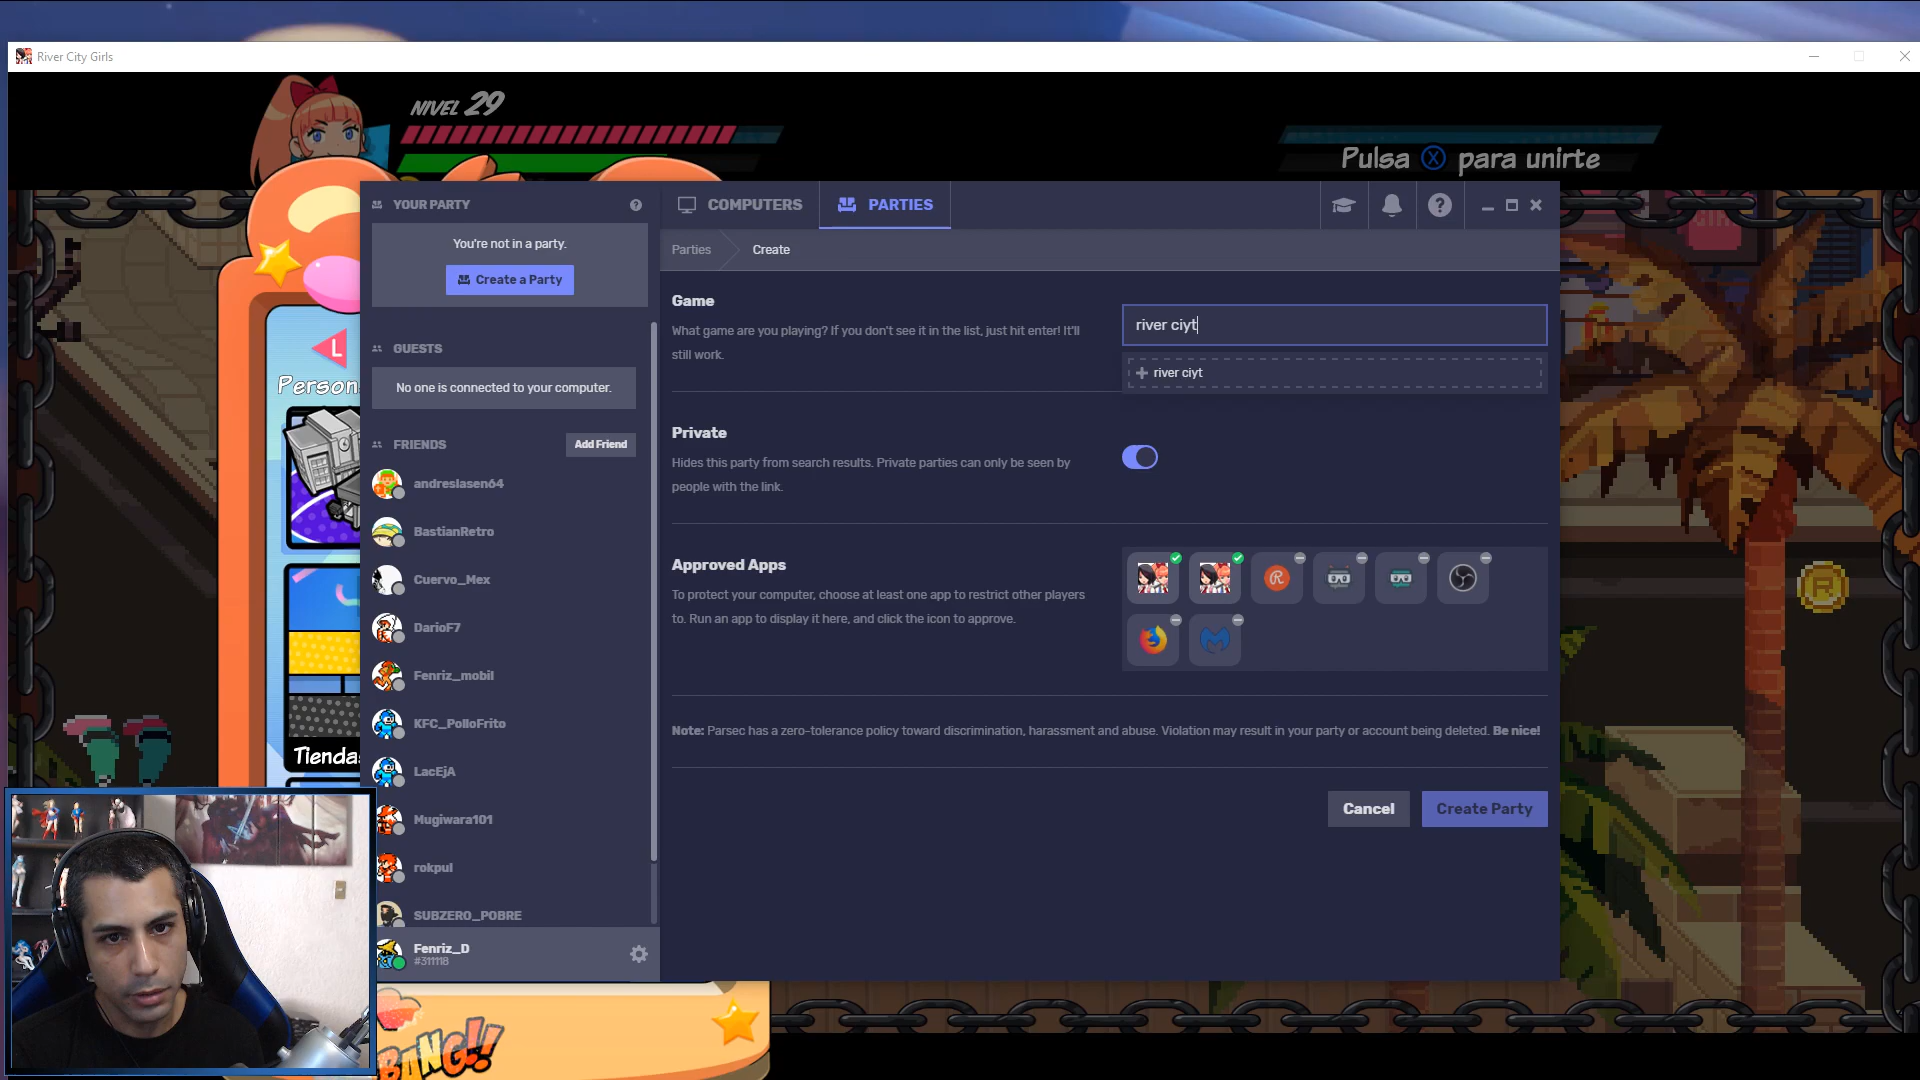 River City Girls
NIVEL 29
Pulsa X para unirte
YOUR PARTY
You're not in a party.
Create a Party
GUESTS
No one is connected to your computer.
FRIENDS
Add Friend
andreslasen64
BastianRetro
Cuervo_Mex
DarioF7
Fenriz_mobil
KFC_PolloFrito
LacEjA
Mugiwara101
rokpul
SUBZERO_POBRE
Fenriz_D
#311118
COMPUTERS
PARTIES
Parties
Create
Game
What game are you playing? If you don't see it in the list, just hit enter! It'll
still work.
river ciyt
+ river ciyt
Private
Hides this party from search results. Private parties can only be seen by
people with the link.
Approved Apps
To protect your computer, choose at least one app to restrict other players
to. Run an app to display it here, and click the icon to approve.
Note: Parsec has a zero-tolerance policy toward discrimination, harassment and abuse. Violation may result in your party or account being deleted. Be nice!
Cancel
Create Party
L
Person
Tiendas
BANG!!